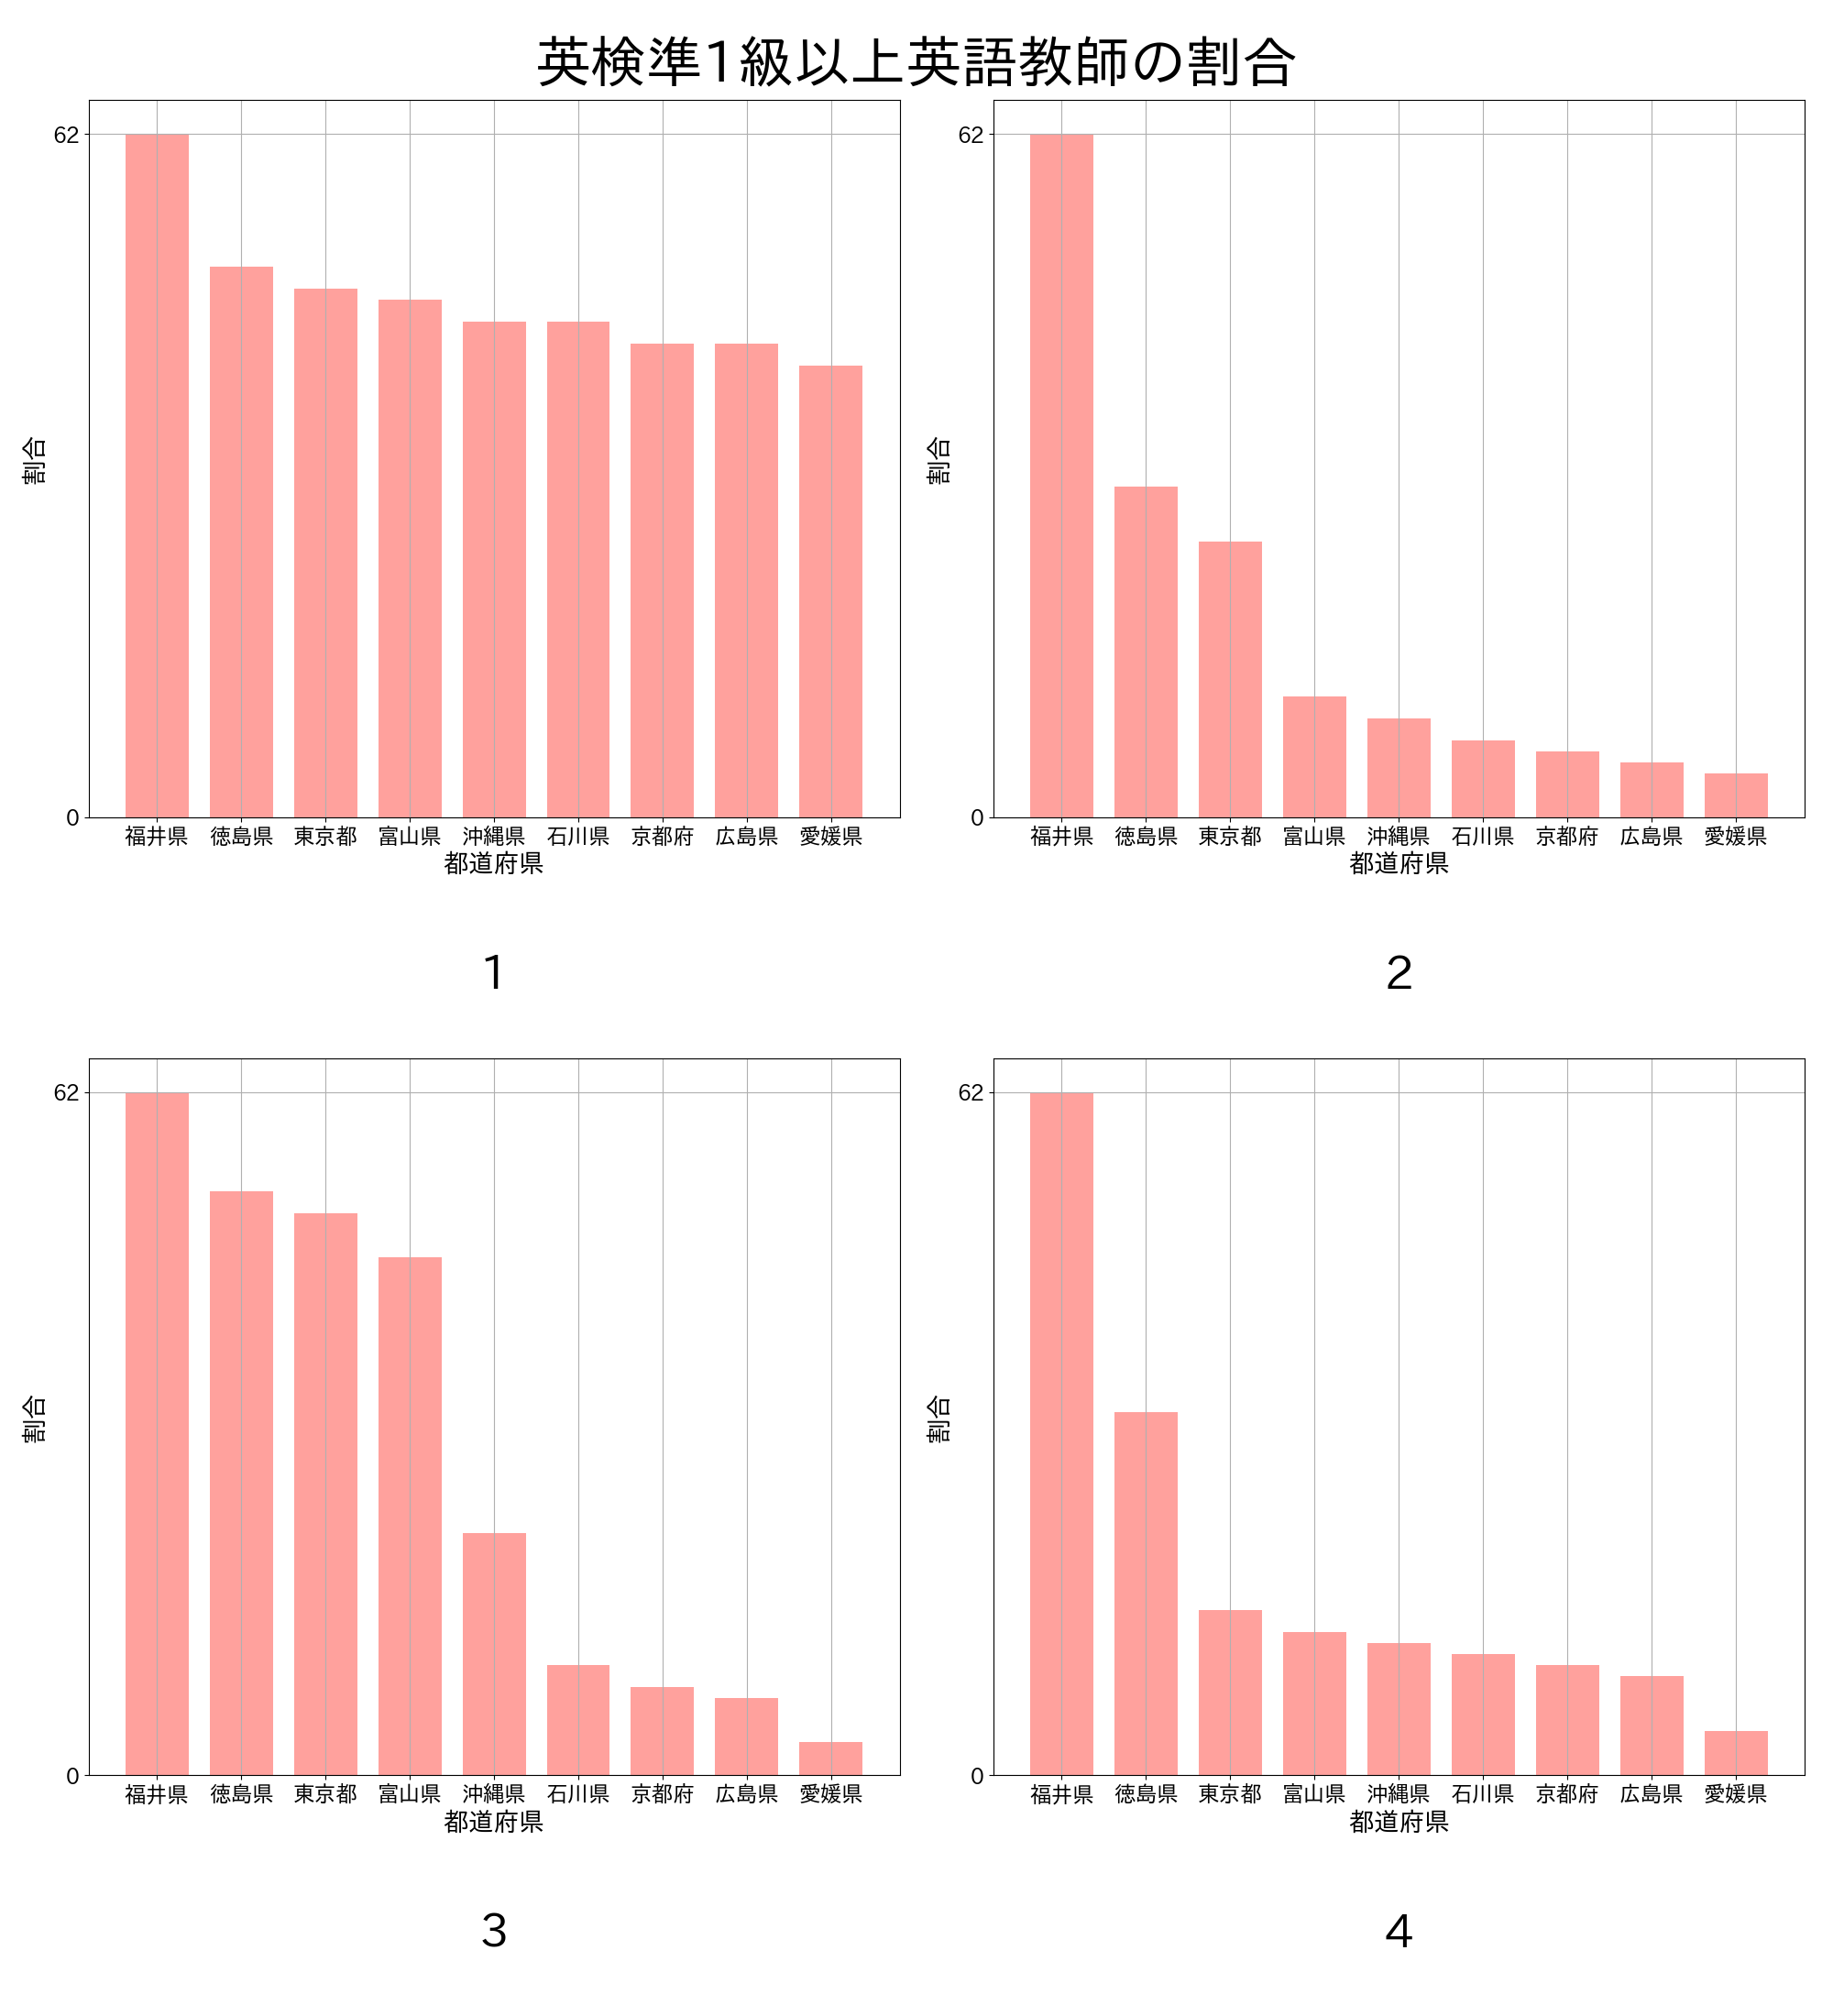 英検準1級以上英語教師の割合
62
0
割合
福井県 徳島県 東京都 富山県 沖縄県 石川県 京都府 広島県 愛媛県
都道府県
1
62
0
割合
福井県 徳島県 東京都 富山県 沖縄県 石川県 京都府 広島県 愛媛県
都道府県
2
62
0
割合
福井県 徳島県 東京都 富山県 沖縄県 石川県 京都府 広島県 愛媛県
都道府県
3
62
0
割合
福井県 徳島県 東京都 富山県 沖縄県 石川県 京都府 広島県 愛媛県
都道府県
4